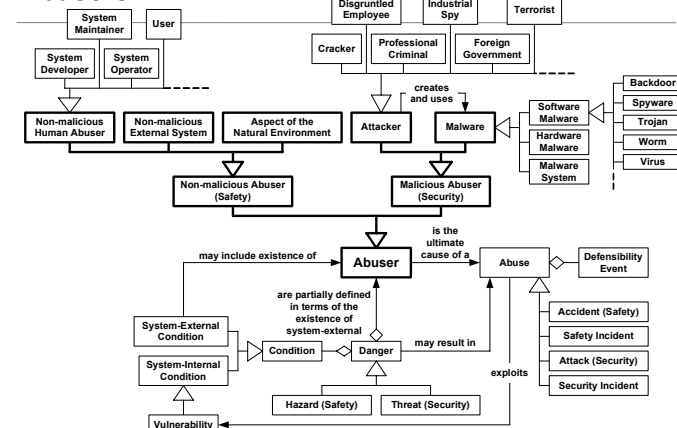 Disgruntled
Employee
Industrial
Spy
Terrorist
System
Maintainer
User
Cracker
Professional
Criminal
Foreign
Government
System
Developer
System
Operator
creates
and uses
Backdoor
Spyware
Trojan
Worm
Virus
Software
Malware
Hardware
Malware
Malware
System
Non-malicious
Human Abuser
Non-malicious
External System
Aspect of the
Natural Environment
Attacker
Malware
Non-malicious Abuser
(Safety)
Malicious Abuser
(Security)
is the
ultimate
cause of a
may include existence of
Abuser
Abuse
Defensibility
Event
are partially defined
in terms of the
existence of
system-external
Accident (Safety)
Safety Incident
Attack (Security)
Security Incident
System-External
Condition
System-Internal
Condition
Condition
Danger
may result in
exploits
Hazard (Safety)
Threat (Security)
Vulnerability